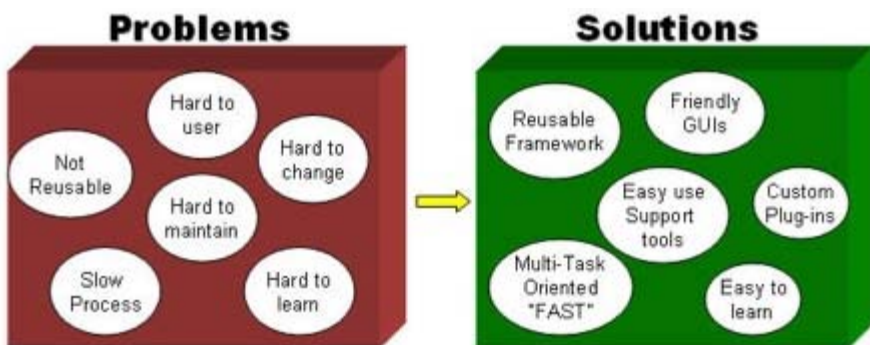 Problems
Hard to
user
Not
Reusable
Hard to
change
Hard to
maintain
Slow
Process
Hard to
learn
Solutions
Reusable
Framework
Friendly
GUIs
Easy use
Support
tools
Custom
Plug-ins
Multi-Task
Oriented
"FAST"
Easy to
learn